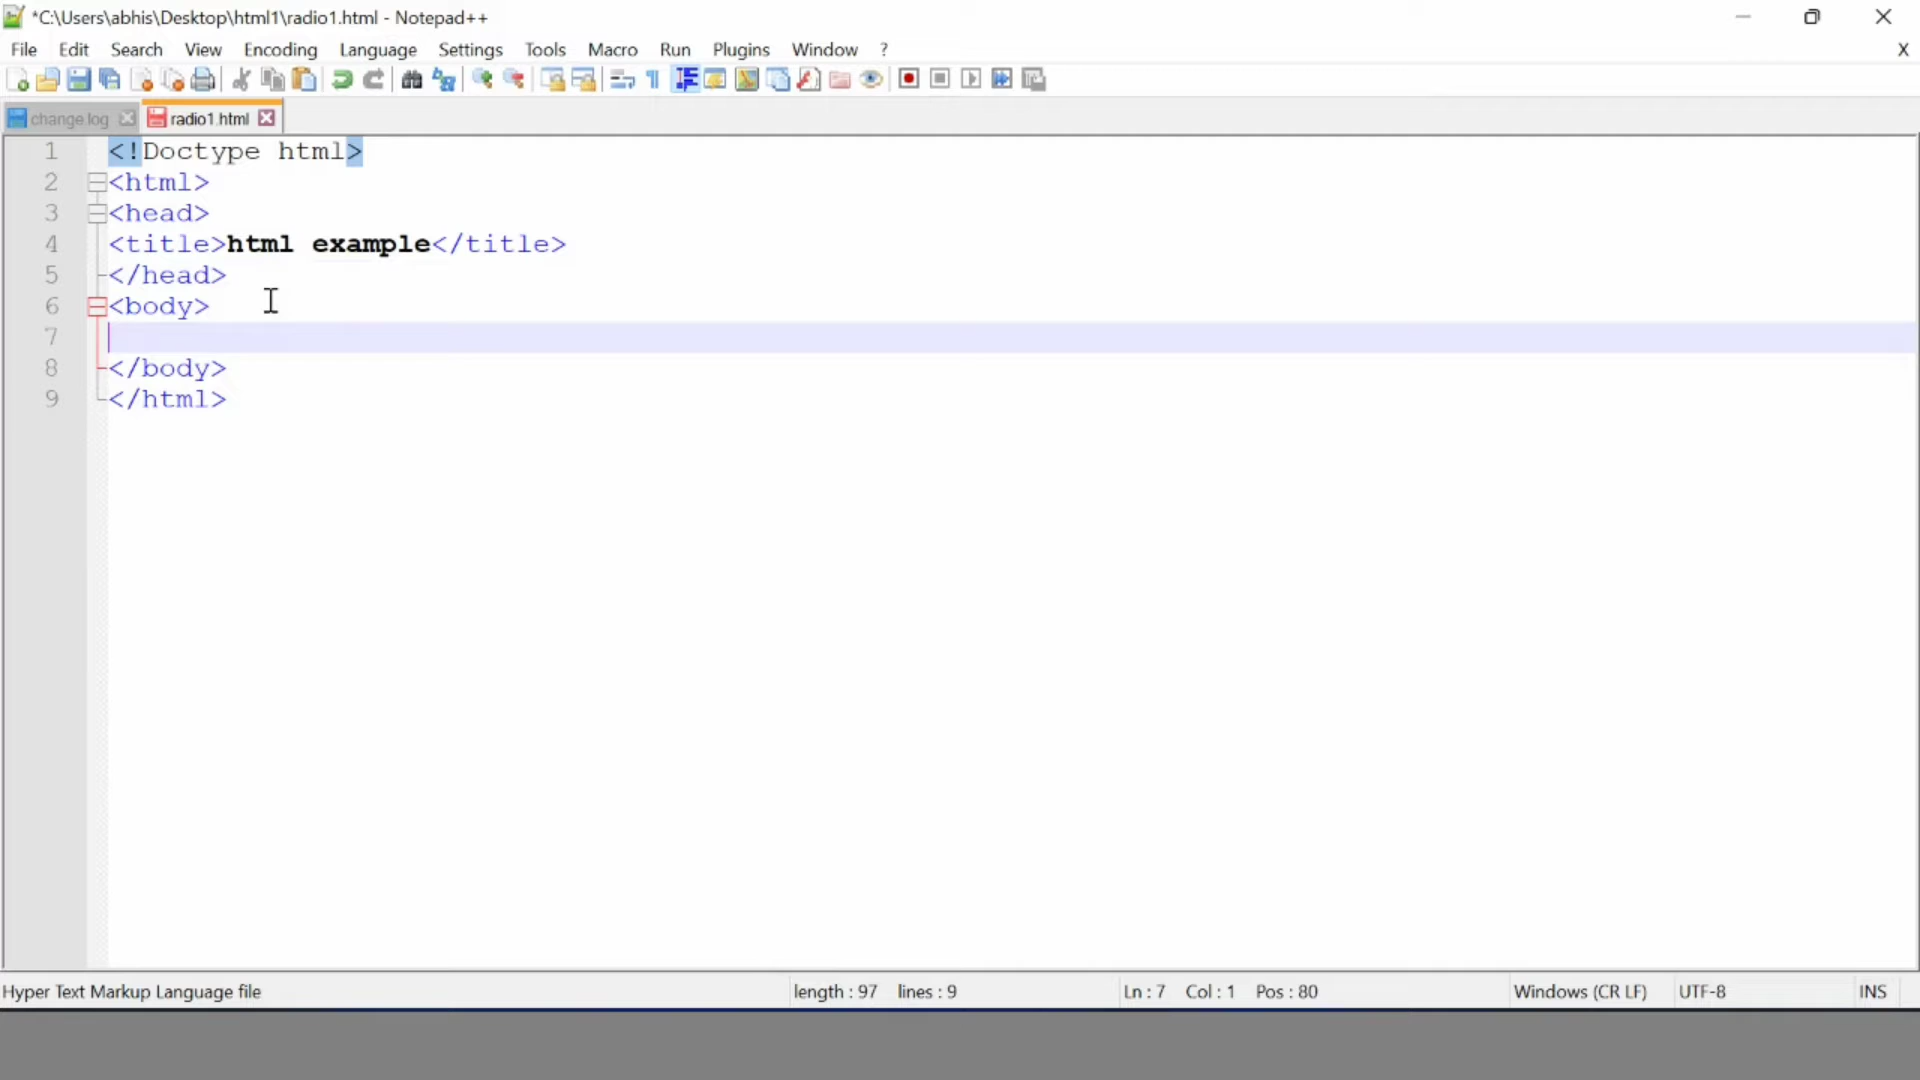 *C:\Users\abhis\Desktop\html1\radio1.html - Notepad++
File Edit Search View Encoding Language Settings Tools Macro Run Plugins Window ? X
change.log radio1.html
1 <!Doctype html>
2 <html>
3 <head>
4 <title>html example</title>
5 </head>
6 <body>
7
8 </body>
9 </html>
Hyper Text Markup Language file length : 97 lines : 9 Ln : 7 Col : 1 Pos : 80 Windows (CR LF) UTF-8 INS